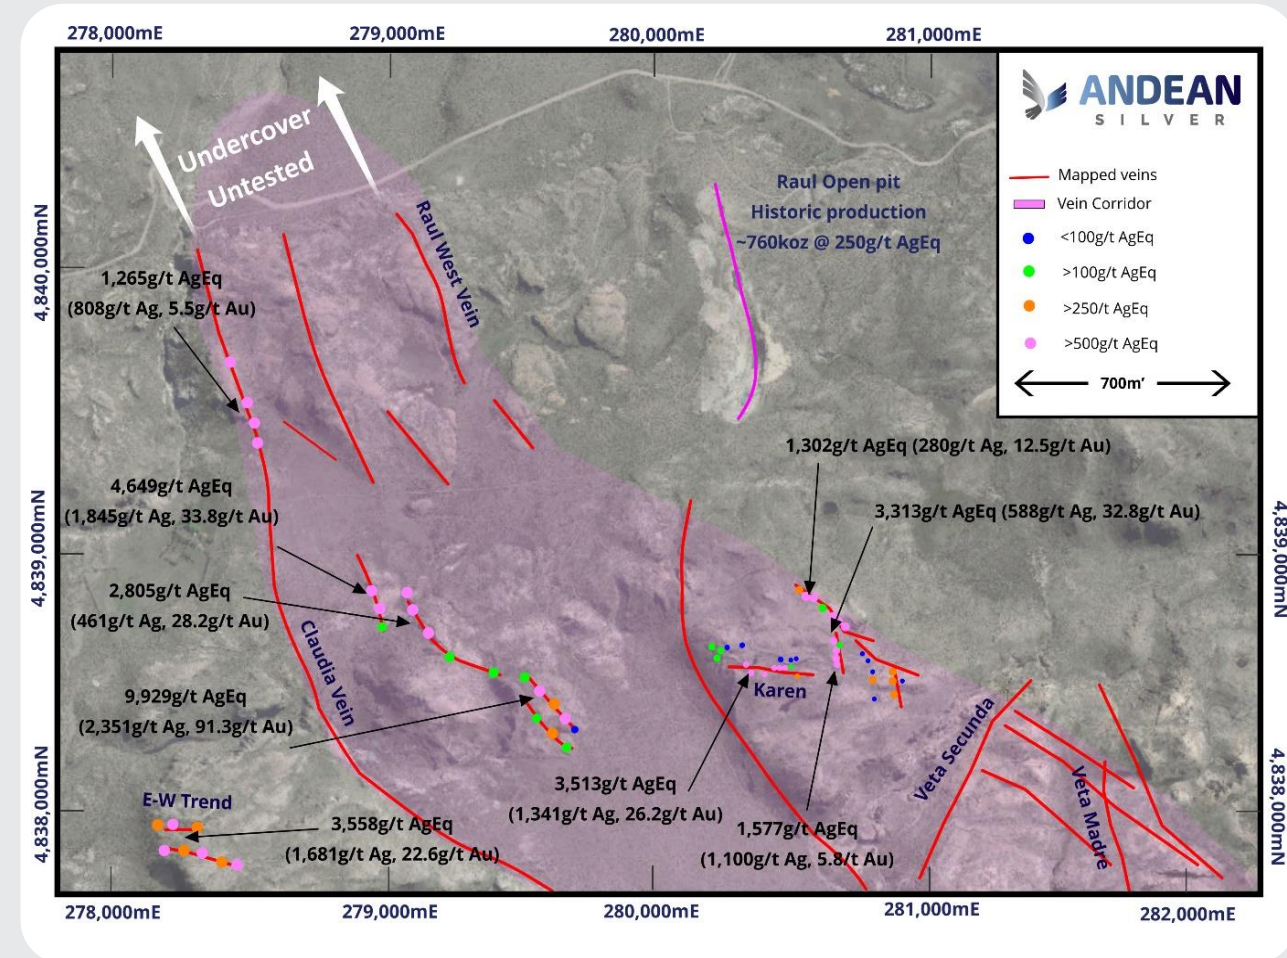 278,000mE
279,000mE
280,000mE
281,000mE
ANDEAN
SILVER
Mapped veins
Vein Corridor
<100g/t AgEq
>100g/t AgEq
>250/t AgEq
>500g/t AgEq
700m'
Undercover
Untested
Raul West Vein
Raul Open pit
Historic production
~760koz @ 250g/t AgEq
4,840,000mN
1,265g/t AgEq
(808g/t Ag, 5.5g/t Au)
1,302g/t AgEq (280g/t Ag, 12.5g/t Au)
4,649g/t AgEq
(1,845g/t Ag, 33.8g/t Au)
3,313g/t AgEq (588g/t Ag, 32.8g/t Au)
4,839,000mN
4,839,000mN
2,805g/t AgEq
(461g/t Ag, 28.2g/t Au)
Claudia Vein
9,929g/t AgEq
(2,351g/t Ag, 91.3g/t Au)
Karen
Veta Secunda
Veta Madre
3,513g/t AgEq
(1,341g/t Ag, 26.2g/t Au)
1,577g/t AgEq
(1,100g/t Ag, 5.8/t Au)
E-W Trend
3,558g/t AgEq
(1,681g/t Ag, 22.6g/t Au)
4,838,000mN
4,838,000mN
278,000mE
279,000mE
280,000mE
281,000mE
282,000mE